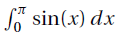 ∫₀^π sin(x) dx